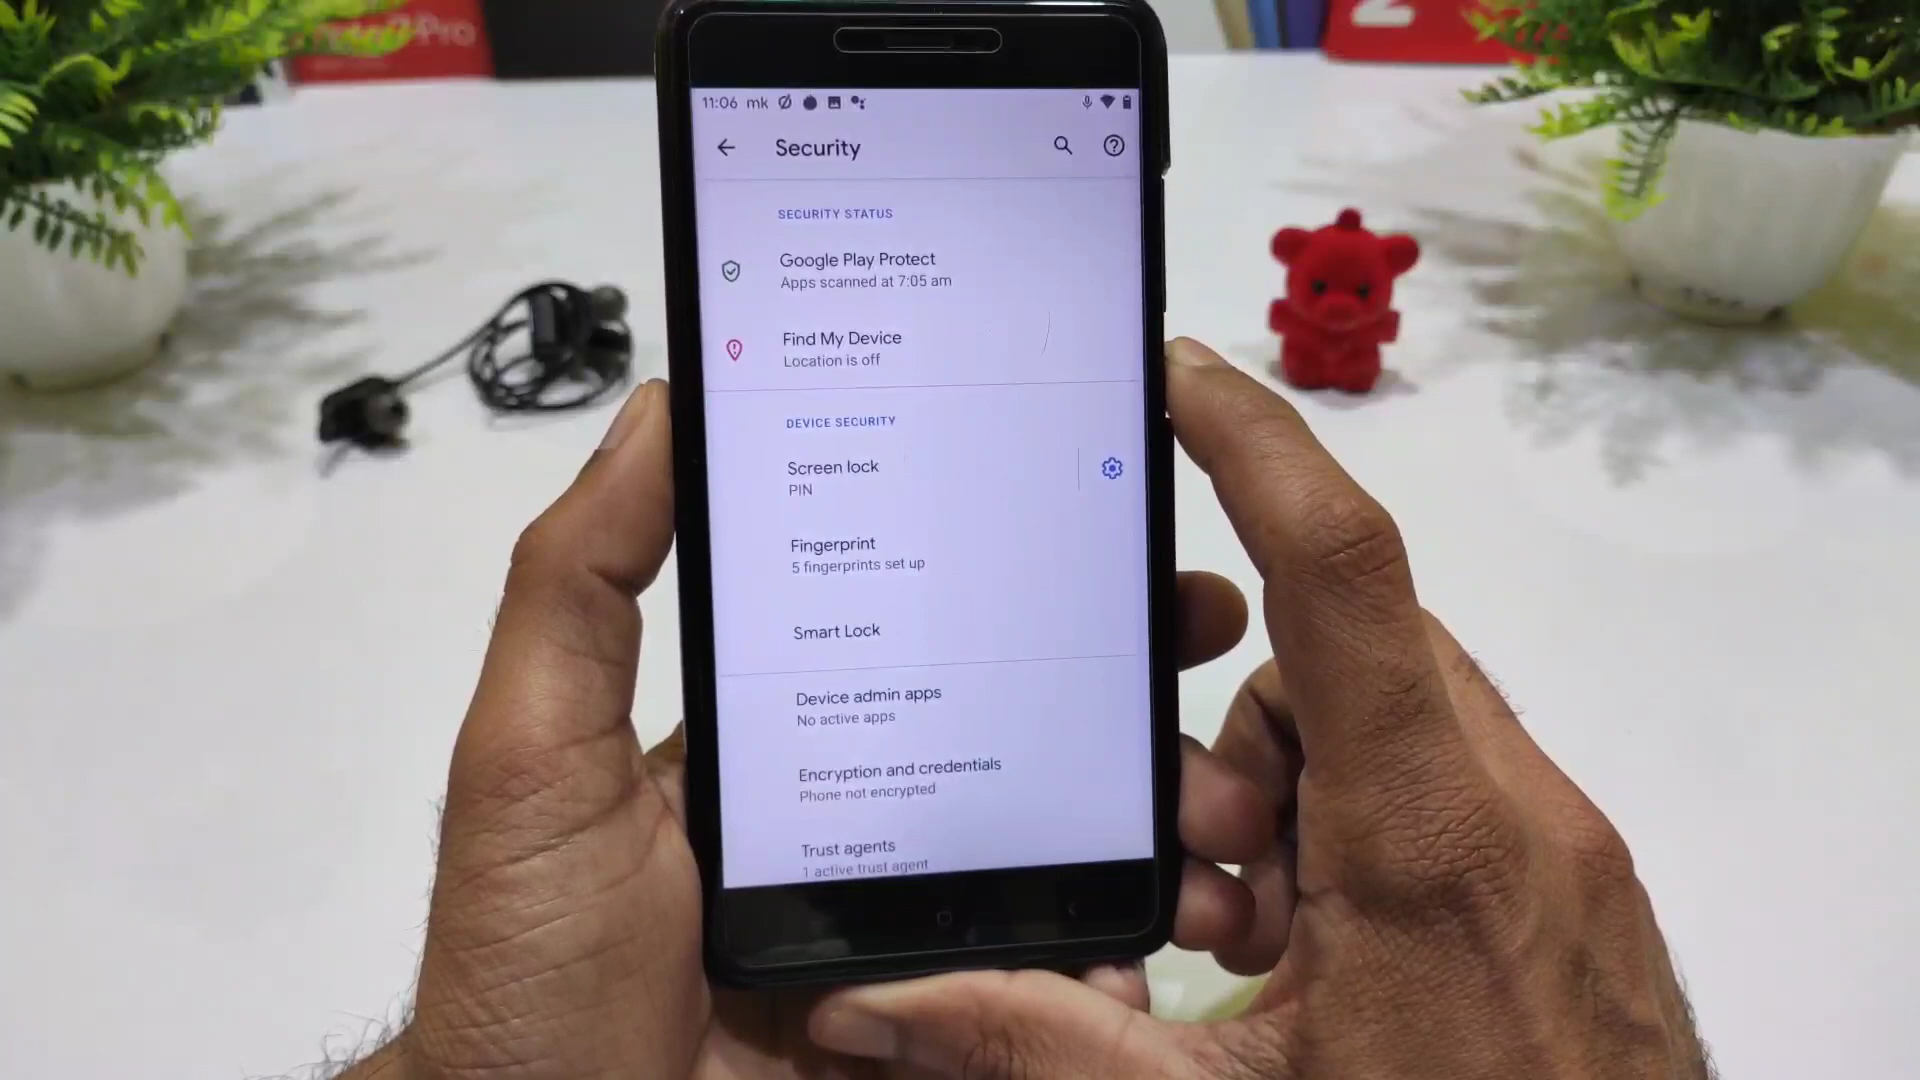 11:06 mk
Security
SECURITY STATUS
Google Play Protect
Apps scanned at 7:05 am
Find My Device
Location is off
DEVICE SECURITY
Screen lock
PIN
Fingerprint
5 fingerprints set up
Smart Lock
Device admin apps
No active apps
Encryption and credentials
Phone not encrypted
Trust agents
1 active trust agent
Pro
2